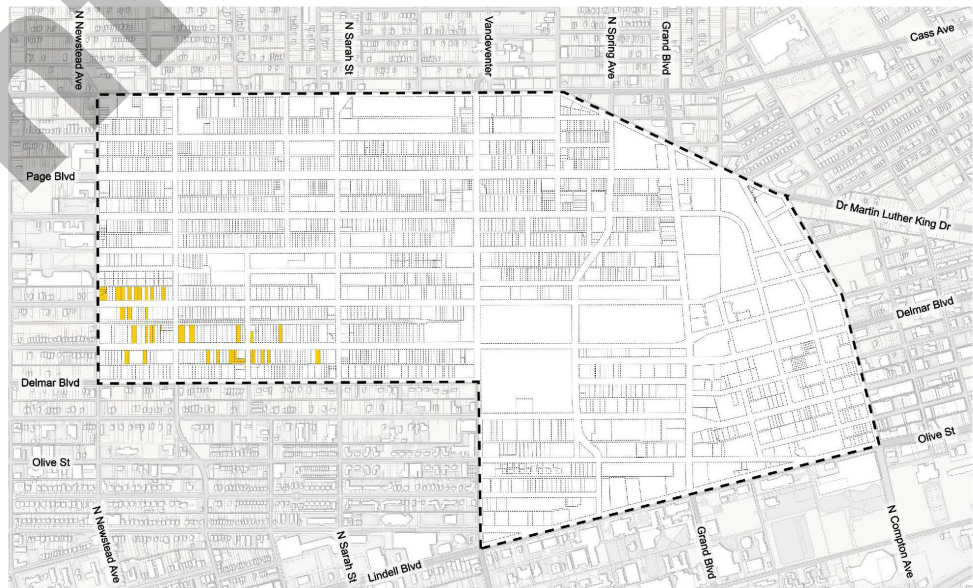 N Newstead Ave
N Sarah St
Vandeventer
N Spring Ave
Grand Blvd
Cass Ave
Page Blvd
Dr Martin Luther King Dr
Delmar Blvd
Delmar Blvd
Olive St
Olive St
N Newstead Ave
N Sarah St
Lindell Blvd
Grand Blvd
N Compton Ave